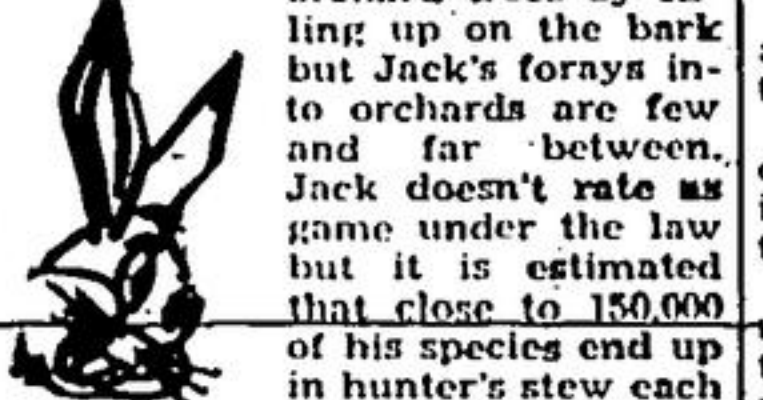 ling up on the bark
but Jack's forays in-
to orchards are few
and far between.
Jack doesn't rate as
game under the law
but it is estimated
that close to 150,000
of his species end up
in hunter's stew each